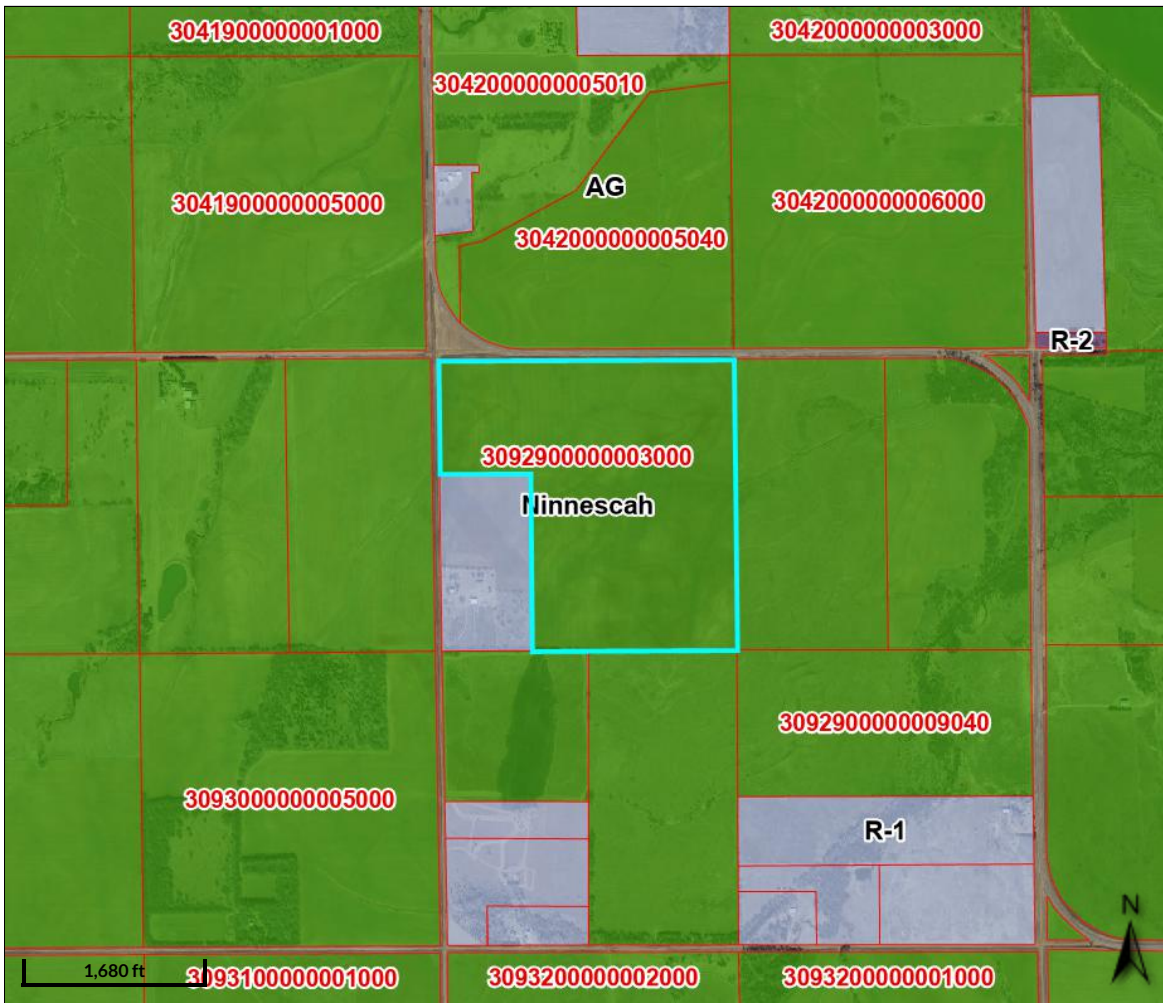 3041900000001000
3042000000003000
3042000000005010
AG
3041900000005000
3042000000006000
3042000000005040
R-2
3092900000003000
Ninnescah
3092900000009040
3093000000005000
R-1
N
1,680 ft
3093100000001000
3093200000002000
3093200000001000